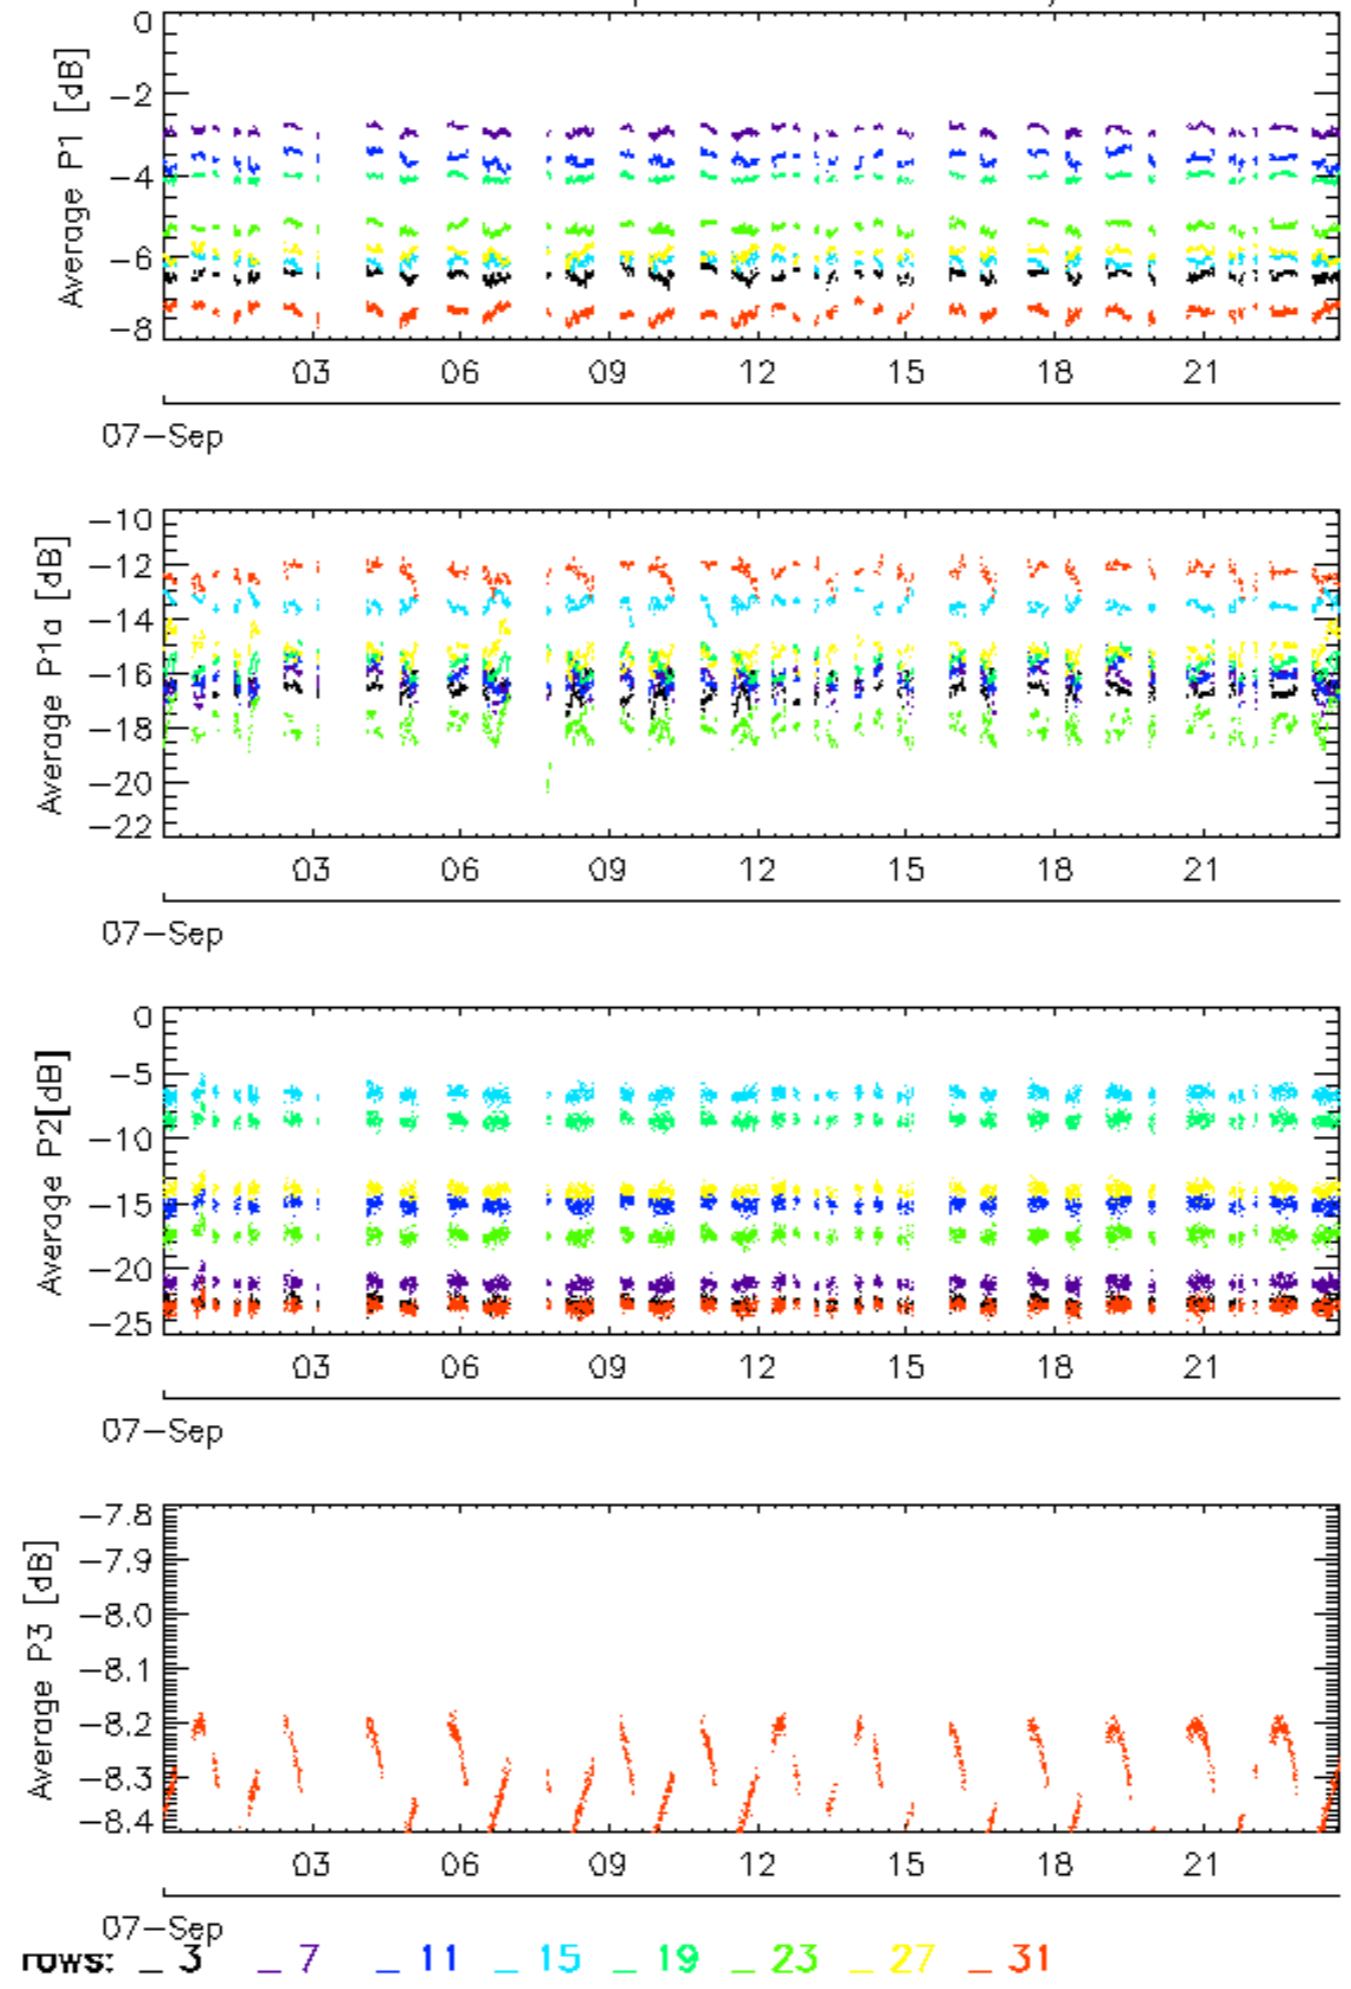 Average P1 [dB]
0
−2
−4
−6
−8
03 06 09 12 15 18 21
07−Sep
Average P1a [dB]
−10
−12
−14
−16
−18
−20
−22
03 06 09 12 15 18 21
07−Sep
Average P2[dB]
0
−5
−10
−15
−20
−25
03 06 09 12 15 18 21
07−Sep
Average P3 [dB]
−7.8
−7.9
−8.0
−8.1
−8.2
−8.3
−8.4
03 06 09 12 15 18 21
07−Sep
rows: _ 3 _ 7 _ 11 _ 15 _ 19 _ 23 _ 27 _ 31